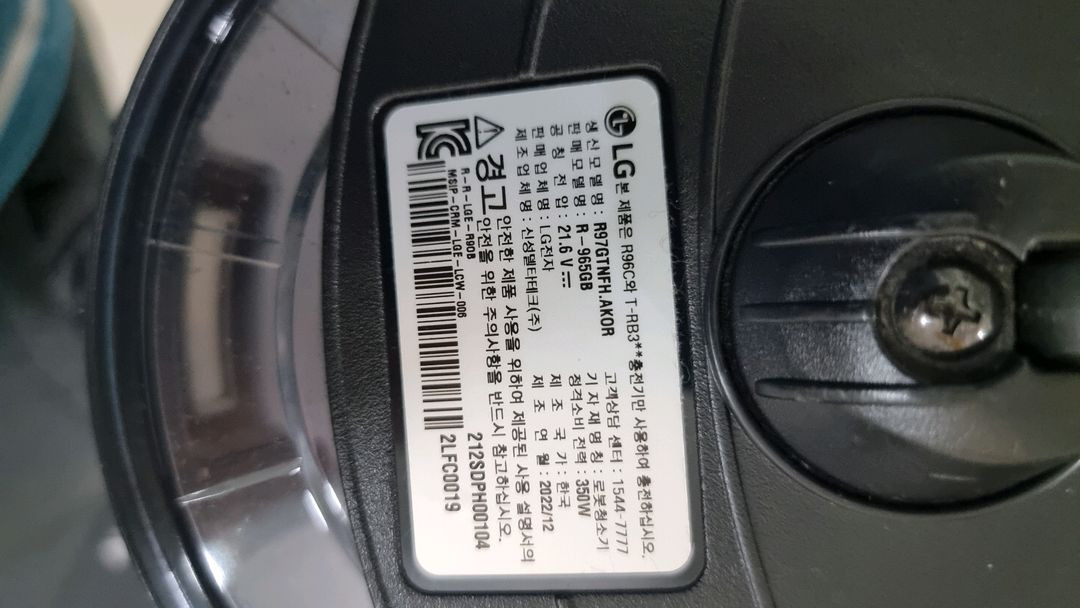 LG 본 제품은 R96C와 T-RB3**충전기만 사용하여 충전하십시오.
생산모델명 : R97GTNFH.AKOR 고객상담 센터 : 1544-7777
판매모델명 : R-965GB 기자재 명칭 : 로봇청소기
공칭 전압 : 21.6 V 정격소비 전력 : 350W
판매업체명 : LG전자 제조국가 : 한국
제조업체명 : 신성델타테크(주) 제조연월 : 2022/12
경고 안전한 제품 사용을 위하여 제공된 사용 설명서의
안전을 위한 주의사항을 반드시 참고하십시오.
R-R-LGE-R9DB
MSIP-CRM-LGE-LCW-006
212SDPH00104
2LFC0019